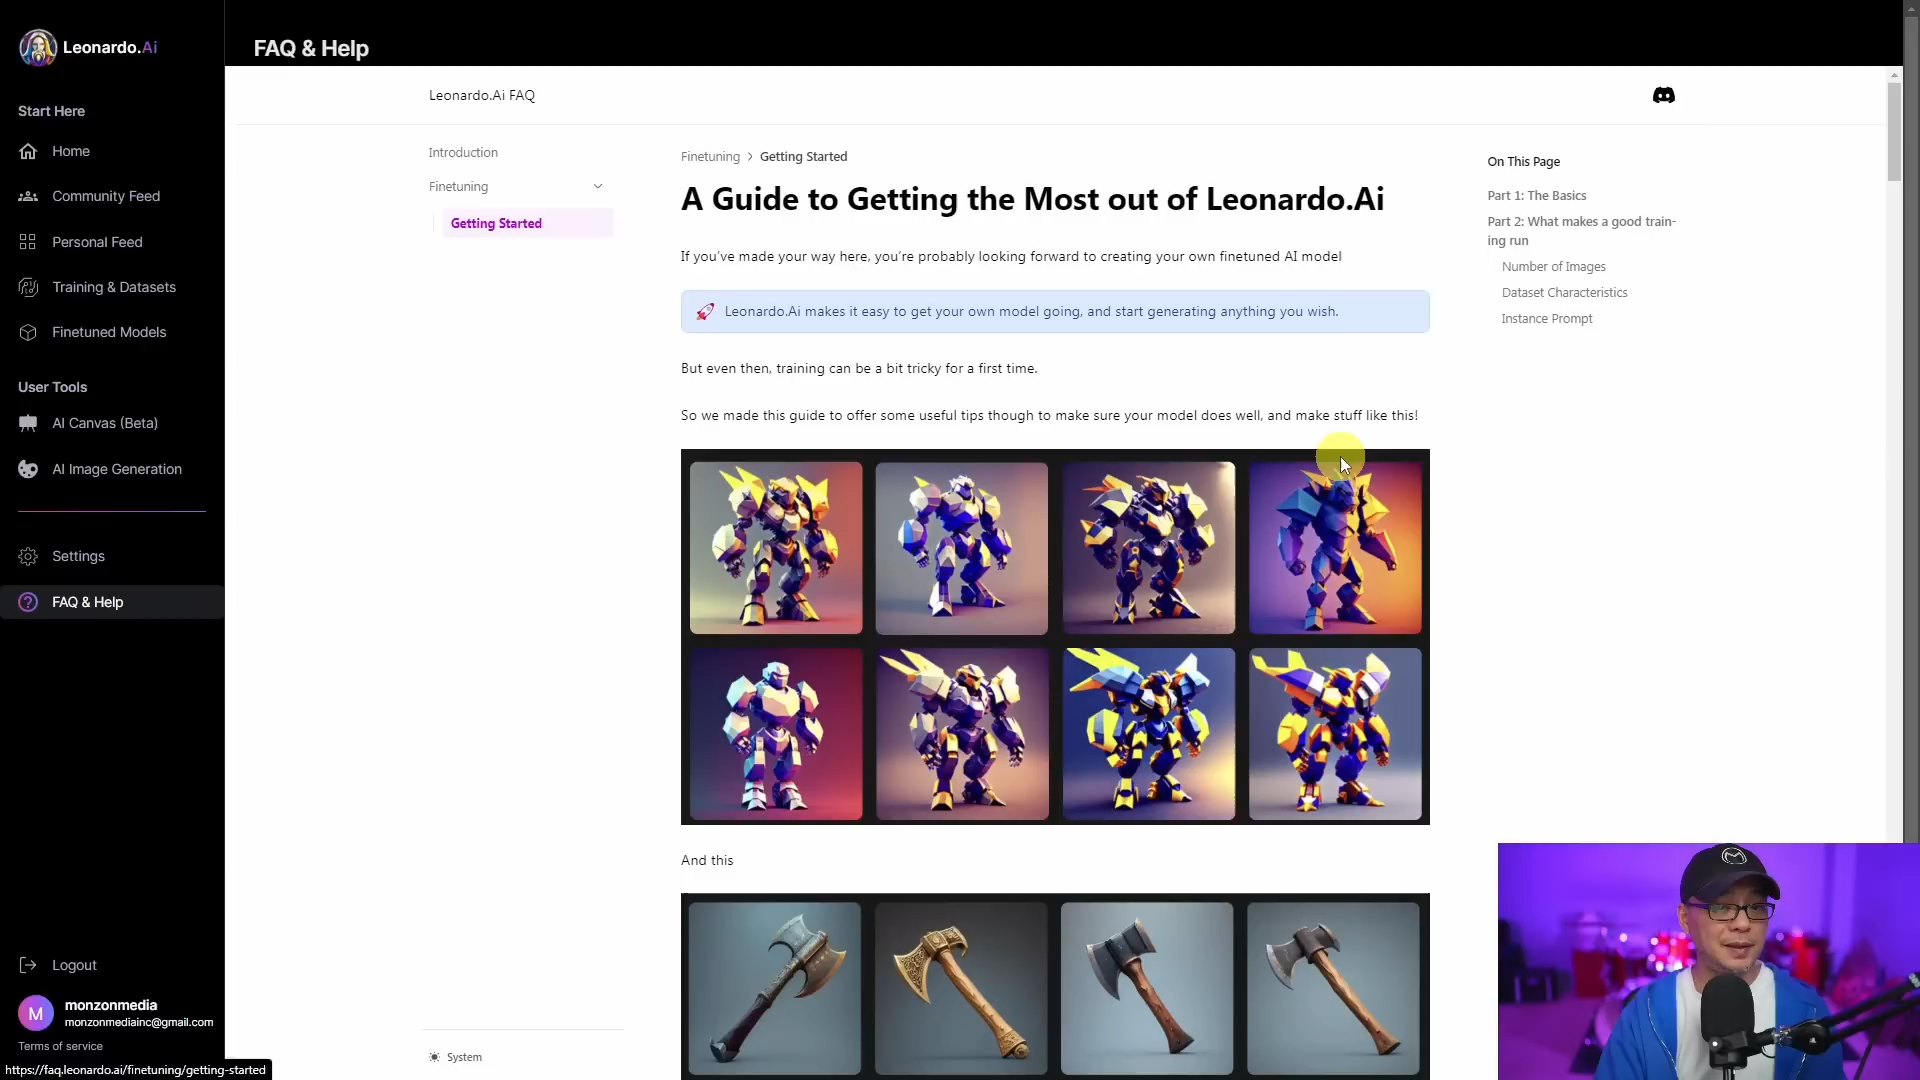 Leonardo.Ai
Start Here
Home
Community Feed
Personal Feed
Training & Datasets
Finetuned Models
User Tools
AI Canvas (Beta)
AI Image Generation
Settings
FAQ & Help
Logout
M
monzonmedia
monzonmediainc@gmail.com
Terms of service
https://faq.leonardo.ai/finetuning/getting-started
FAQ & Help
Leonardo.Ai FAQ
Introduction
Finetuning
Getting Started
System
Finetuning > Getting Started
A Guide to Getting the Most out of Leonardo.Ai
If you've made your way here, you're probably looking forward to creating your own finetuned AI model
🚀 Leonardo.Ai makes it easy to get your own model going, and start generating anything you wish.
But even then, training can be a bit tricky for a first time.
So we made this guide to offer some useful tips though to make sure your model does well, and make stuff like this!
And this
On This Page
Part 1: The Basics
Part 2: What makes a good train-
ing run
Number of Images
Dataset Characteristics
Instance Prompt